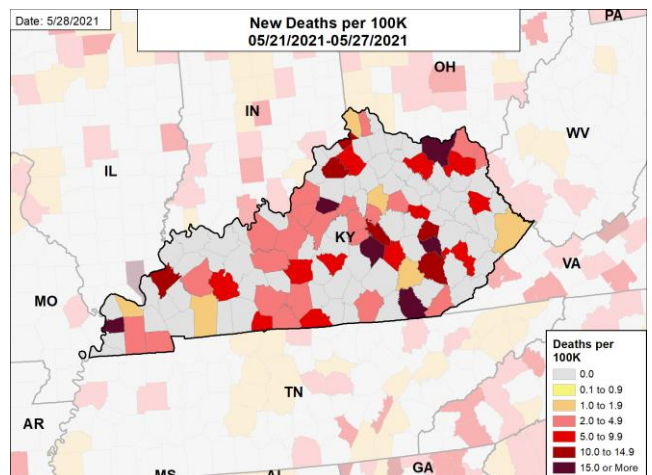 Date: 5/28/2021
New Deaths per 100K
05/21/2021-05/27/2021
PA
OH
IN
WV
IL
KY
VA
MO
TN
AR
MS
AL
GA
Deaths per
100K
0.0
0.1 to 0.9
1.0 to 1.9
2.0 to 4.9
5.0 to 9.9
10.0 to 14.9
15.0 or More